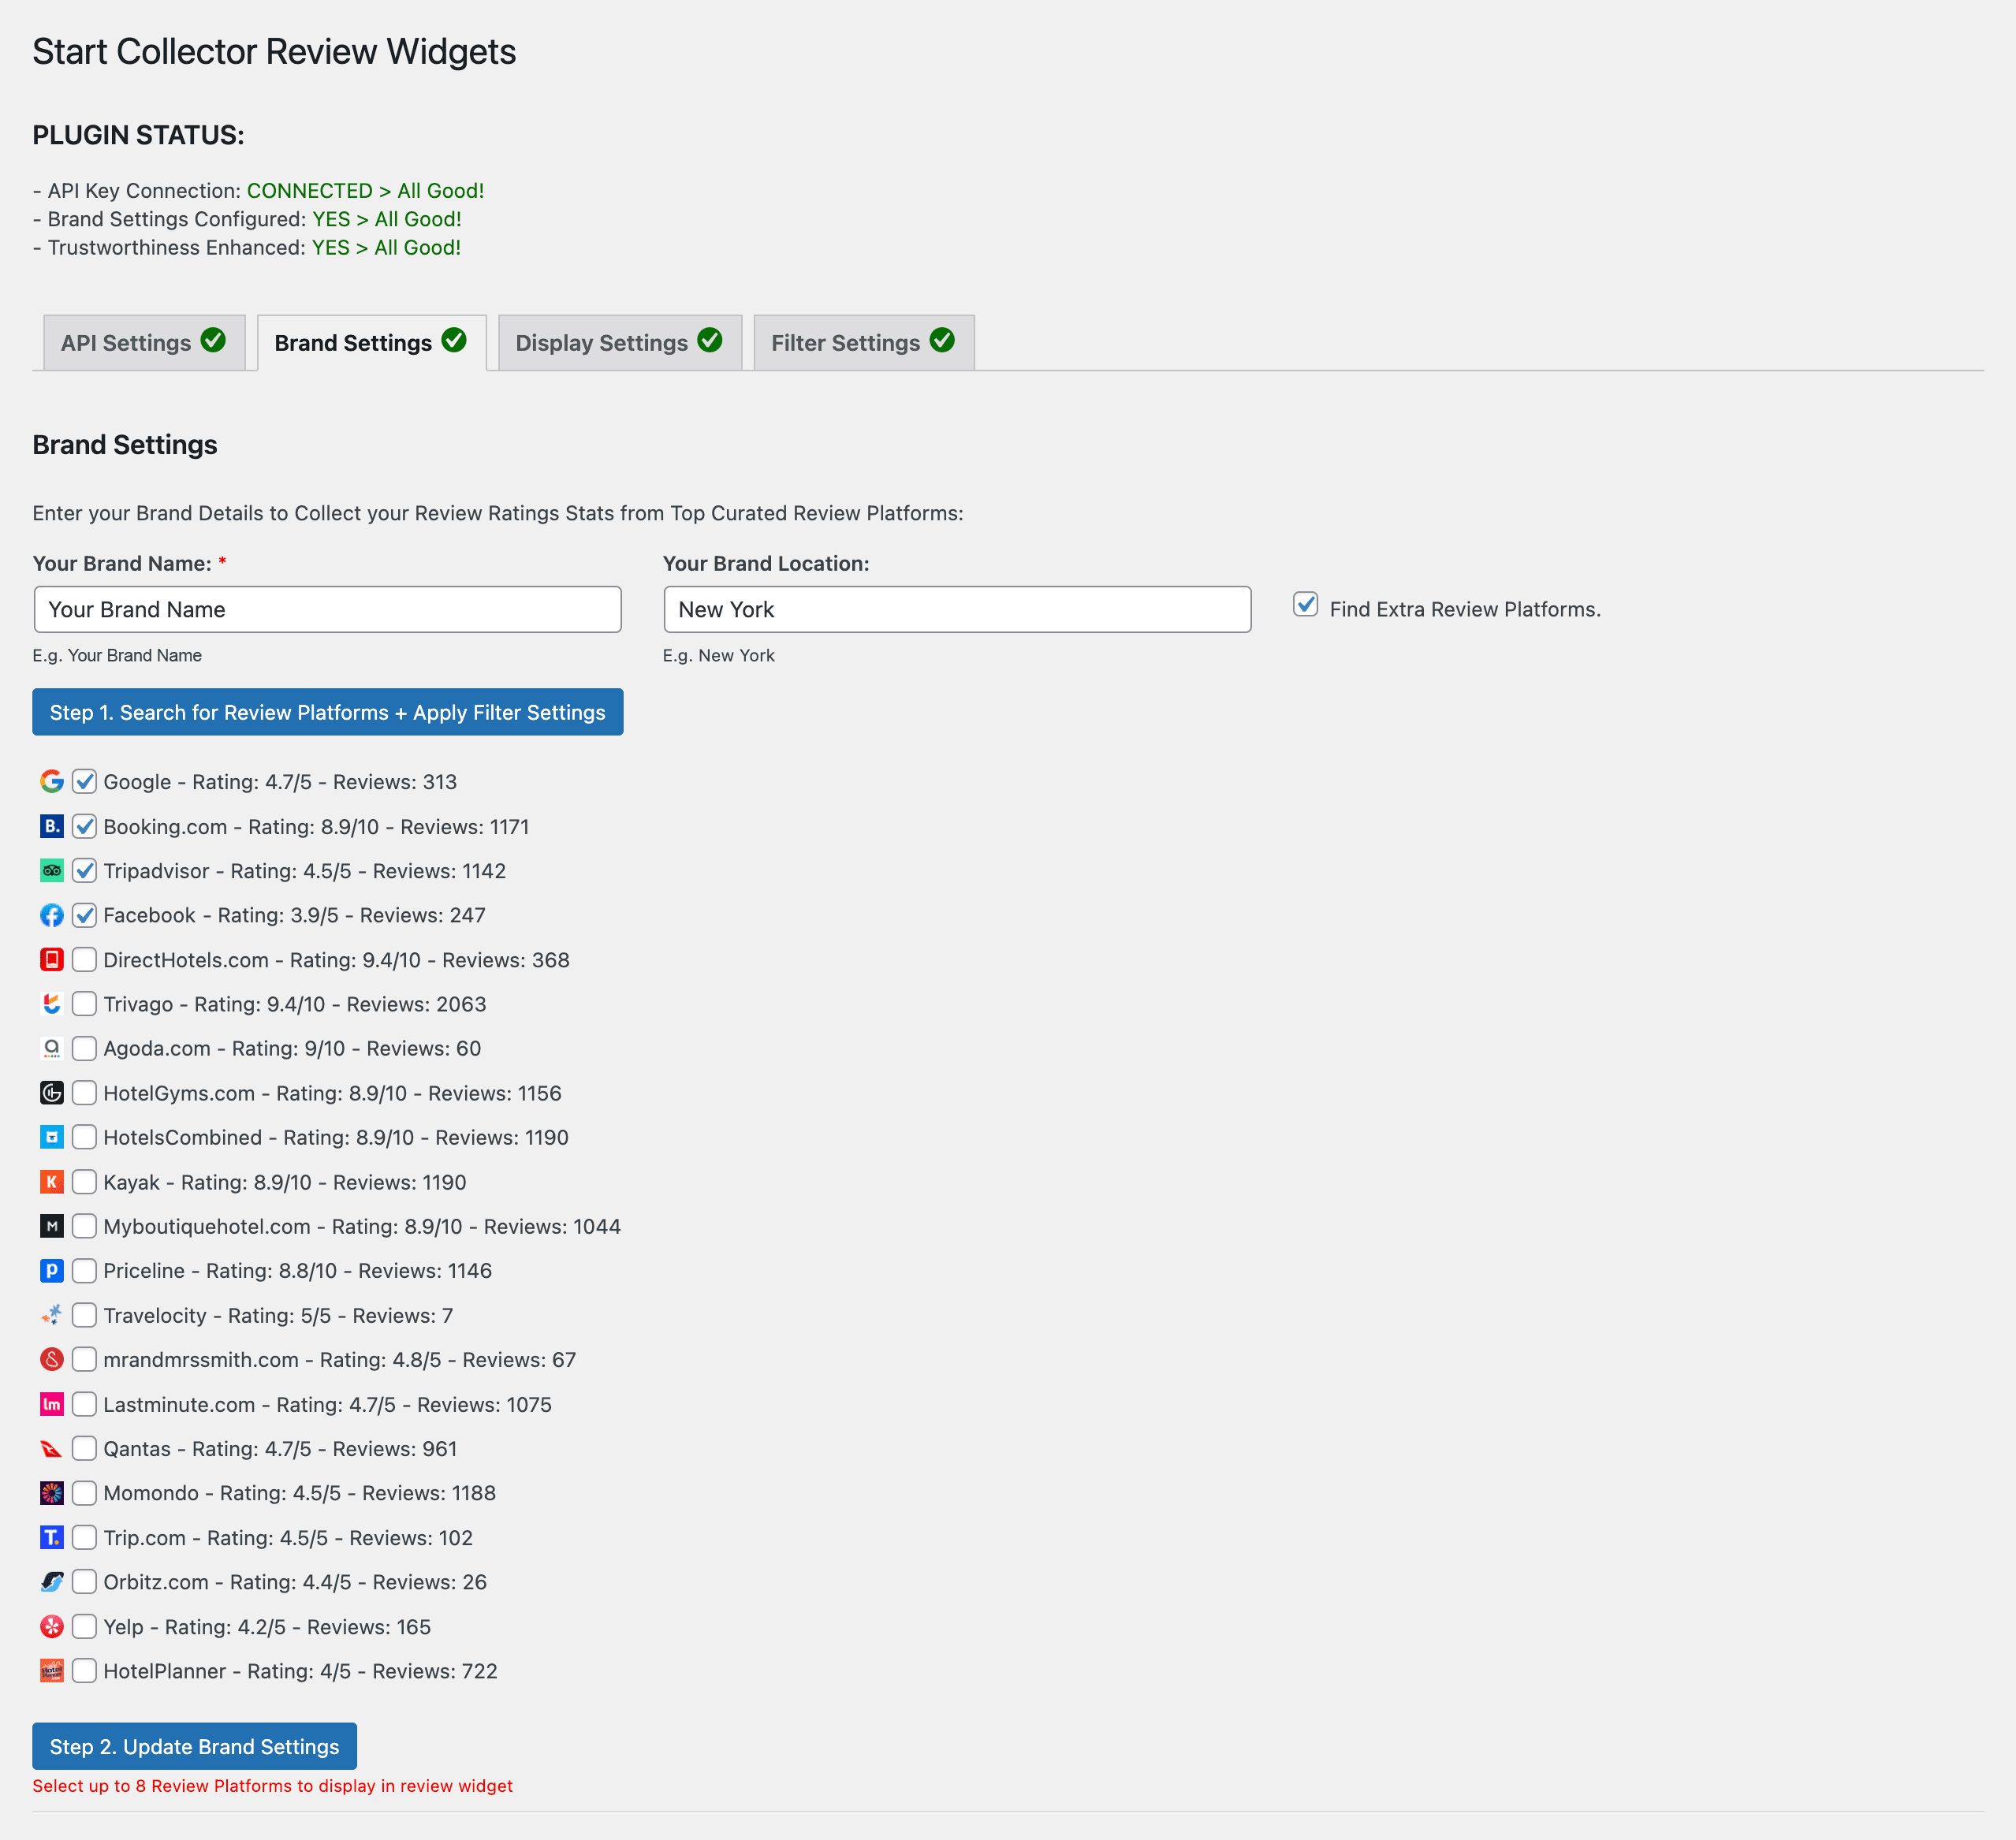 Start Collector Review Widgets
PLUGIN STATUS:
- API Key Connection: CONNECTED > All Good!
- Brand Settings Configured: YES > All Good!
- Trustworthiness Enhanced: YES > All Good!
API Settings
Brand Settings
Display Settings
Filter Settings
Brand Settings
Enter your Brand Details to Collect your Review Ratings Stats from Top Curated Review Platforms:
Your Brand Name: *
Your Brand Name
E.g. Your Brand Name
Your Brand Location:
New York
E.g. New York
Find Extra Review Platforms.
Step 1. Search for Review Platforms + Apply Filter Settings
Google - Rating: 4.7/5 - Reviews: 313
B. Booking.com - Rating: 8.9/10 - Reviews: 1171
Tripadvisor - Rating: 4.5/5 - Reviews: 1142
Facebook - Rating: 3.9/5 - Reviews: 247
DirectHotels.com - Rating: 9.4/10 - Reviews: 368
Trivago - Rating: 9.4/10 - Reviews: 2063
Agoda.com - Rating: 9/10 - Reviews: 60
HotelGyms.com - Rating: 8.9/10 - Reviews: 1156
HotelsCombined - Rating: 8.9/10 - Reviews: 1190
K Kayak - Rating: 8.9/10 - Reviews: 1190
M Myboutiquehotel.com - Rating: 8.9/10 - Reviews: 1044
p Priceline - Rating: 8.8/10 - Reviews: 1146
Travelocity - Rating: 5/5 - Reviews: 7
mrandmrssmith.com - Rating: 4.8/5 - Reviews: 67
lm Lastminute.com - Rating: 4.7/5 - Reviews: 1075
Qantas - Rating: 4.7/5 - Reviews: 961
Momondo - Rating: 4.5/5 - Reviews: 1188
T. Trip.com - Rating: 4.5/5 - Reviews: 102
Orbitz.com - Rating: 4.4/5 - Reviews: 26
Yelp - Rating: 4.2/5 - Reviews: 165
HotelPlanner - Rating: 4/5 - Reviews: 722
Step 2. Update Brand Settings
Select up to 8 Review Platforms to display in review widget